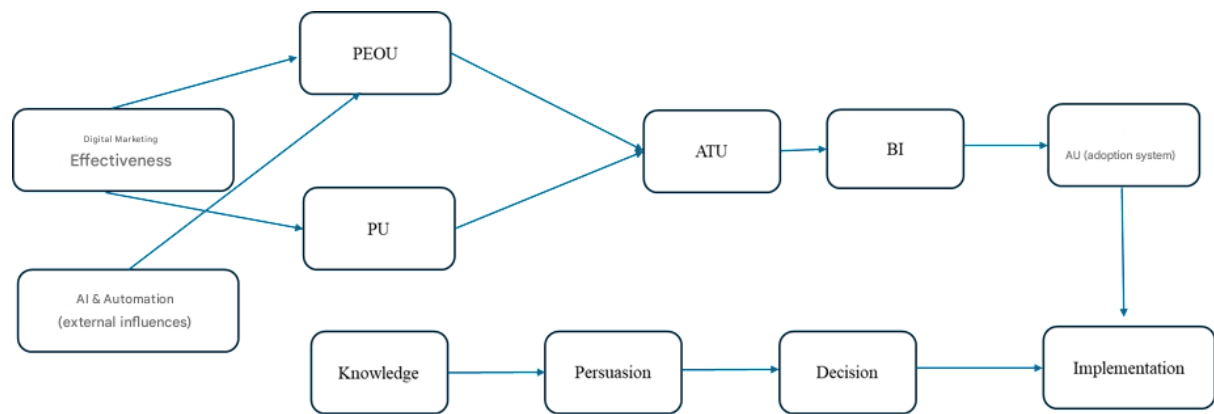 PEOU
Digital Marketing
Effectiveness
ATU
BI
AU (adoption system)
PU
AI & Automation
(external influences)
Knowledge
Persuasion
Decision
Implementation